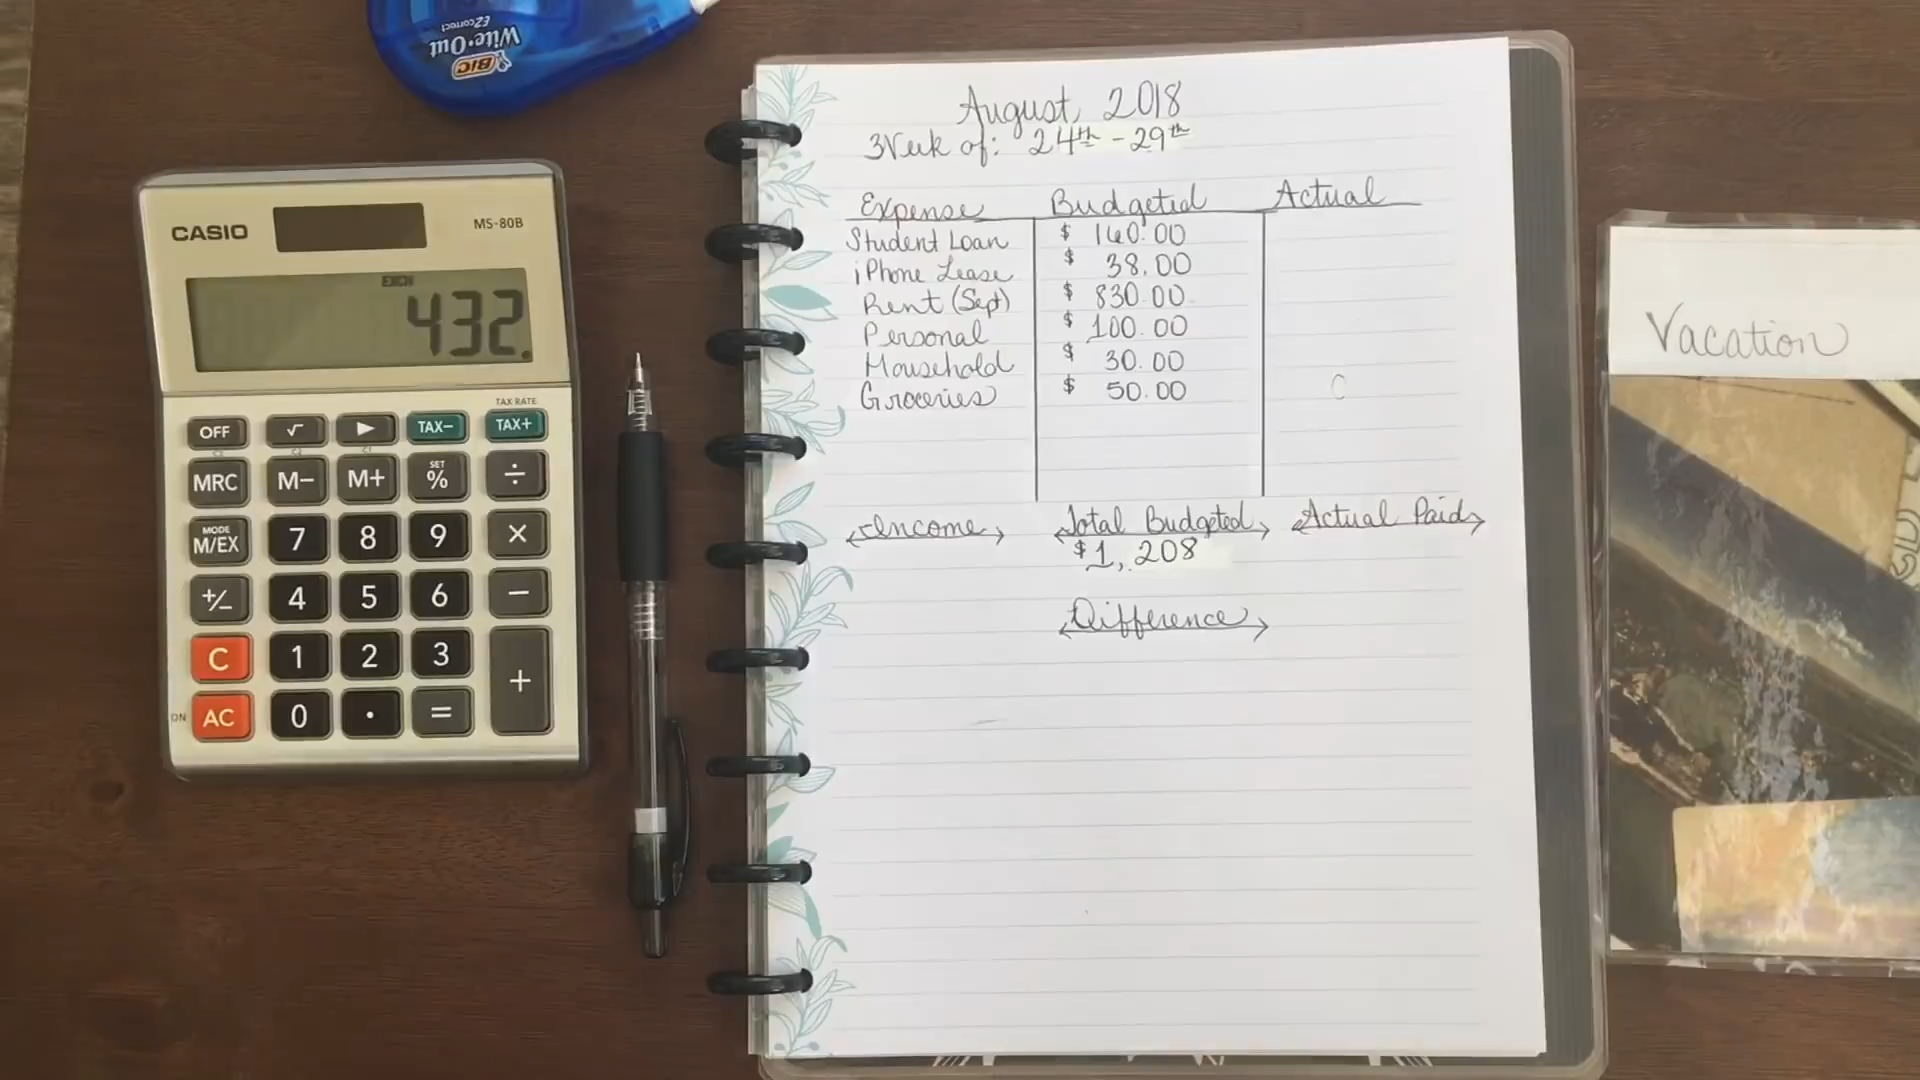 Wite-Out
EZcorrect
BIC
CASIO
MS-80B
EXCH
432.
TAX RATE
OFF √ ▶ TAX− TAX+
MRC M− M+ SET % ÷
MODE M/EX 7 8 9 ×
+/− 4 5 6 −
C 1 2 3 +
ON AC 0 · =
August, 2018
Week of: 24th - 29th
Expense Budgeted Actual
Student Loan $ 160.00
iPhone Lease $ 38.00
Rent (Sept) $ 830.00
Personal $ 100.00
Household $ 30.00
Groceries $ 50.00
Income Total Budgeted Actual Paid
$1,208
Difference
Vacation